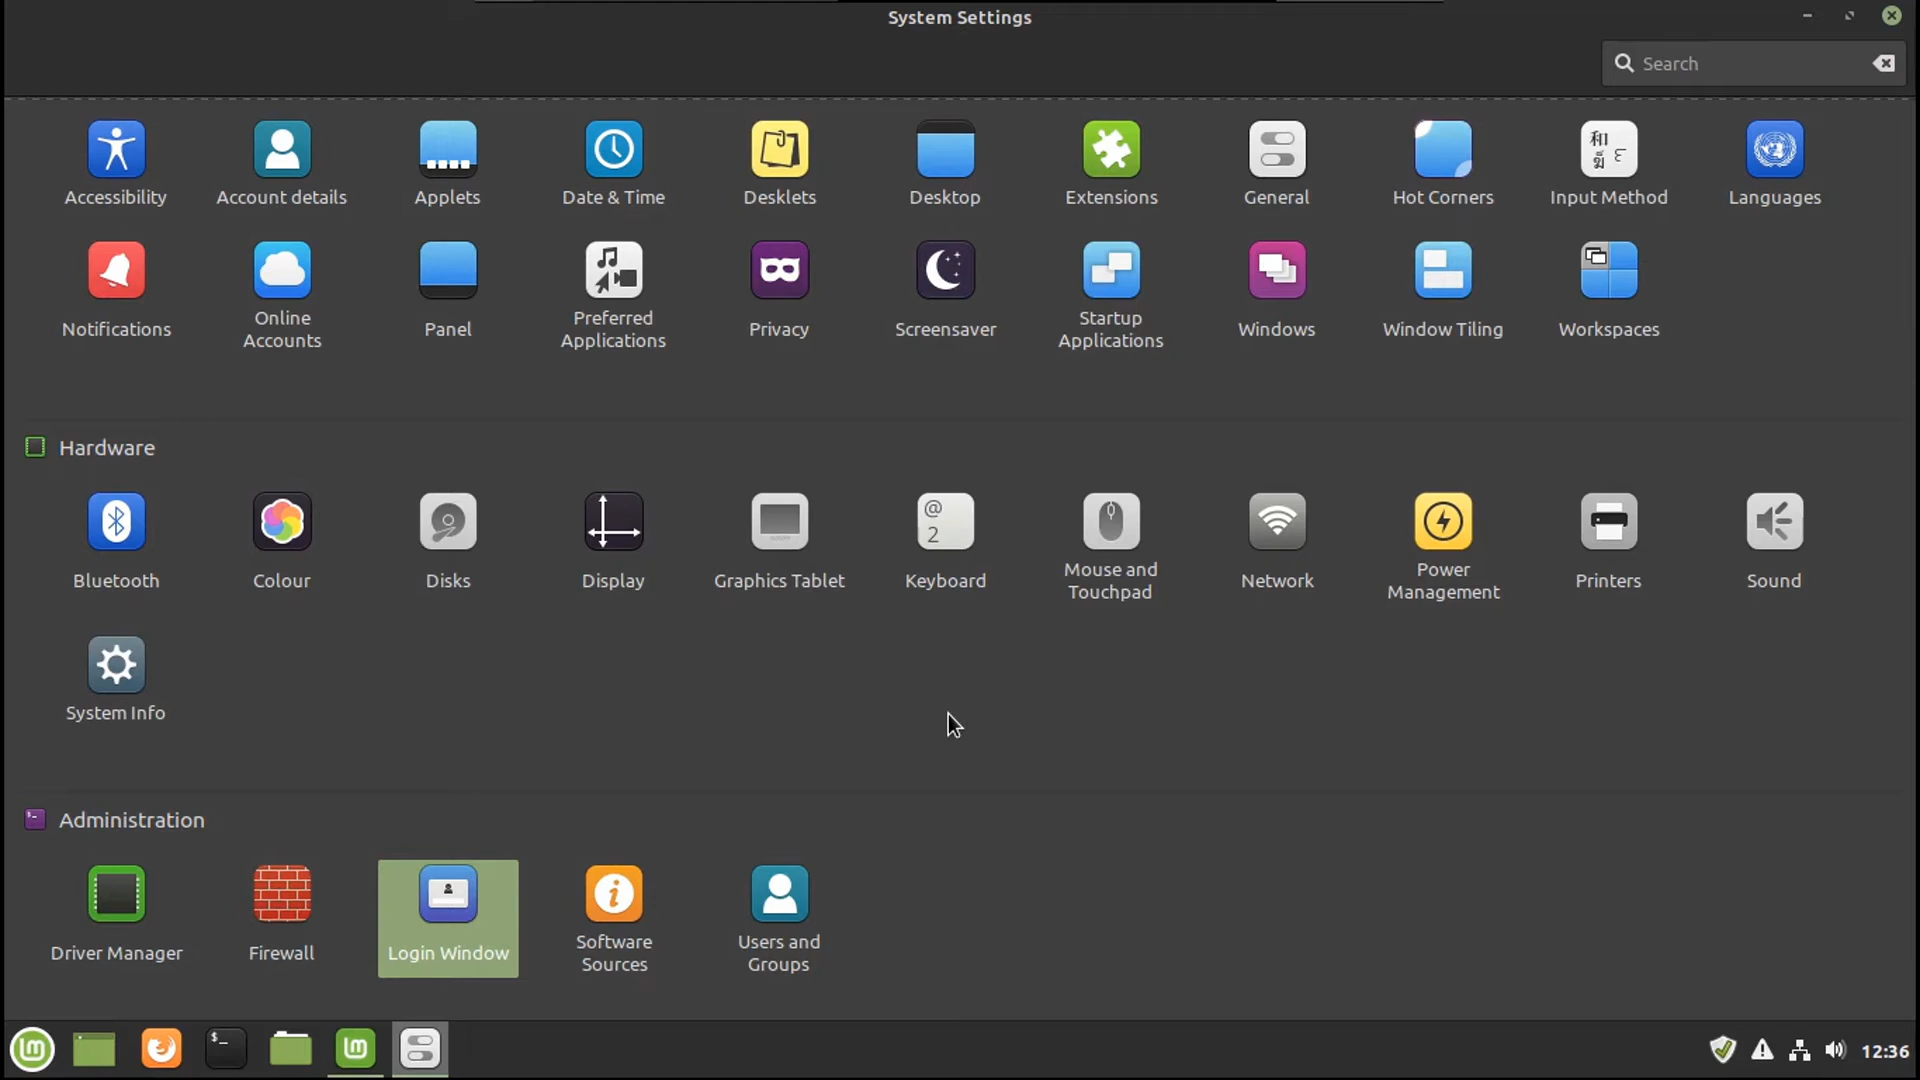 System Settings
Search
Accessibility
Account details
Applets
Date & Time
Desklets
Desktop
Extensions
General
Hot Corners
Input Method
Languages
Notifications
Online
Accounts
Panel
Preferred
Applications
Privacy
Screensaver
Startup
Applications
Windows
Window Tiling
Workspaces
Hardware
@
2
Bluetooth
Colour
Disks
Display
Graphics Tablet
Keyboard
Mouse and
Touchpad
Network
Power
Management
Printers
Sound
System Info
Administration
Driver Manager
Firewall
Login Window
Software
Sources
Users and
Groups
$_
12:36